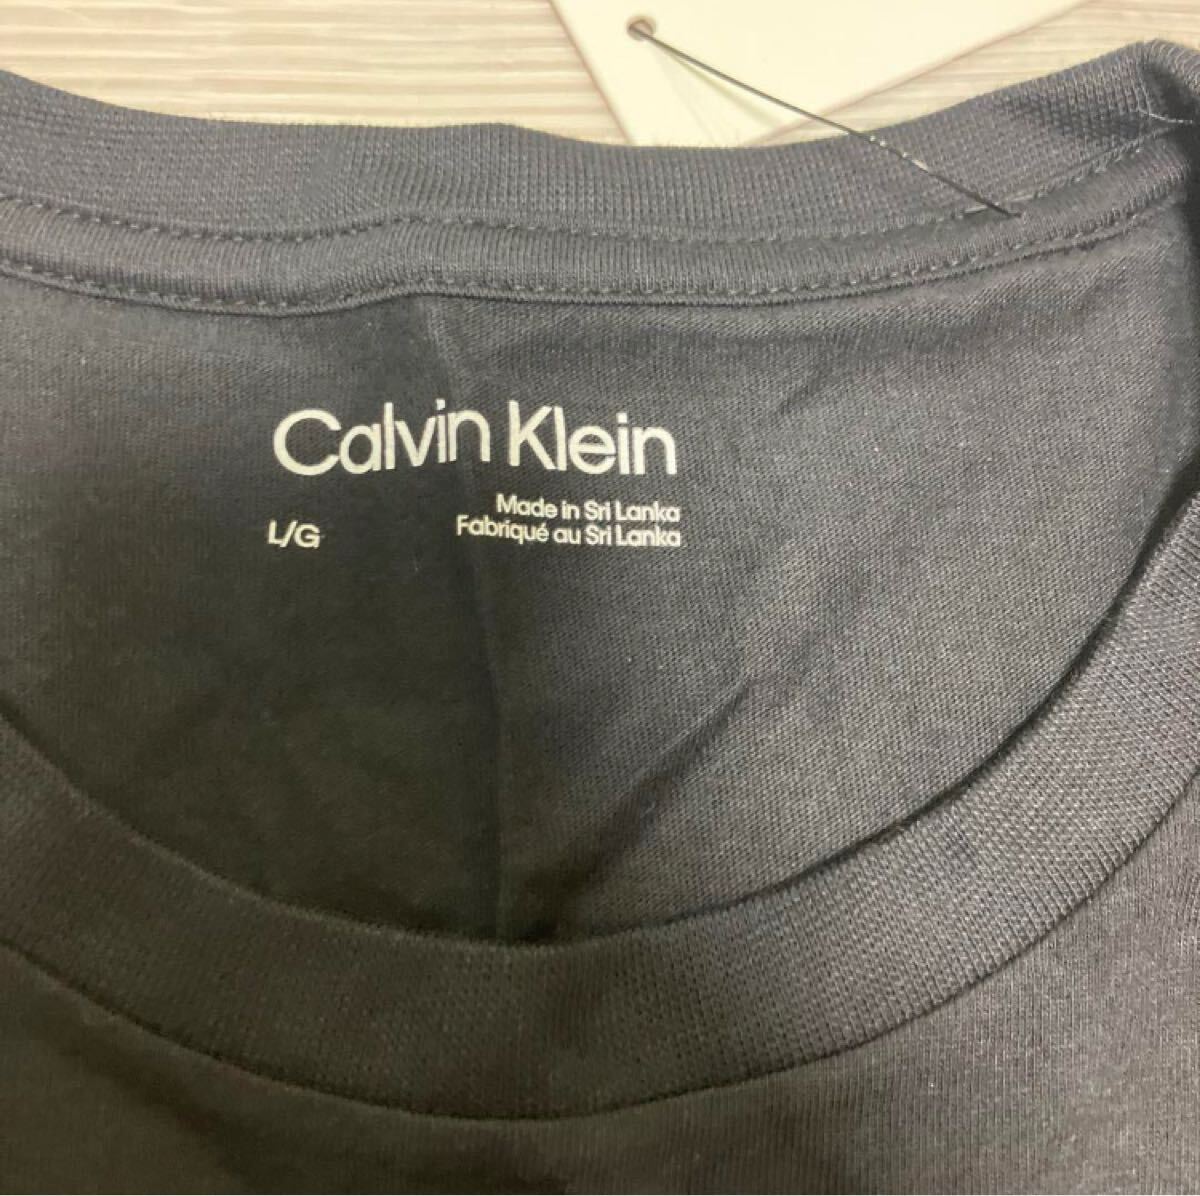 Calvin Klein
Made in Sri Lanka
Fabriqué au Sri Lanka
L/G